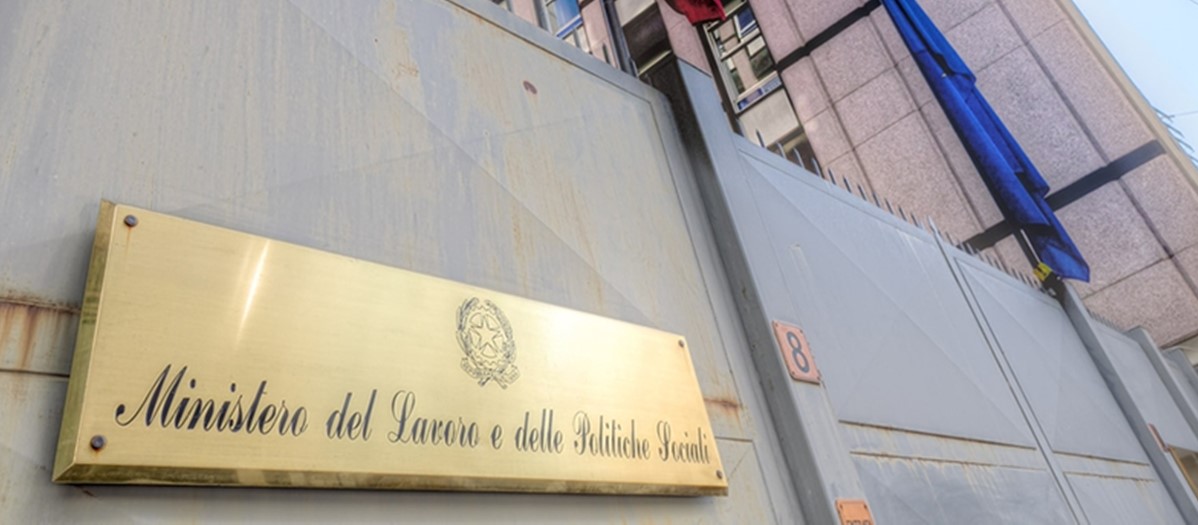 Ministero del Lavoro e delle Politiche Sociali
8